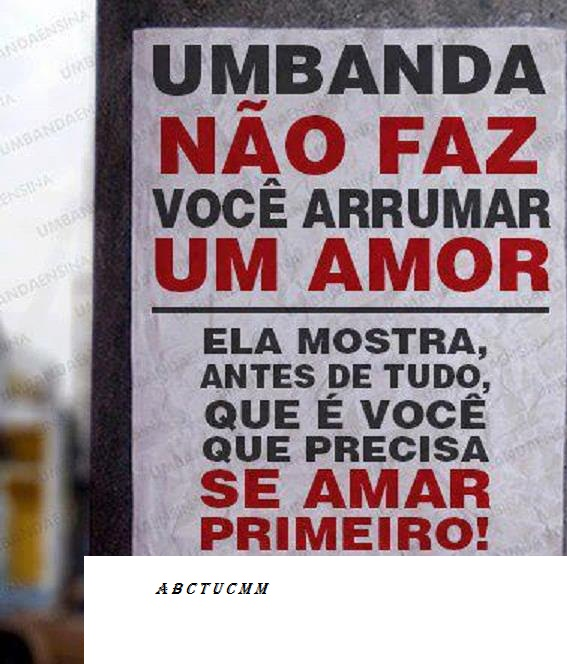 UMBANDA
NÃO FAZ
VOCÊ ARRUMAR
UM AMOR
ELA MOSTRA,
ANTES DE TUDO,
QUE É VOCÊ
QUE PRECISA
SE AMAR
PRIMEIRO!
ABCTUCMM
UMBANDAENSINA